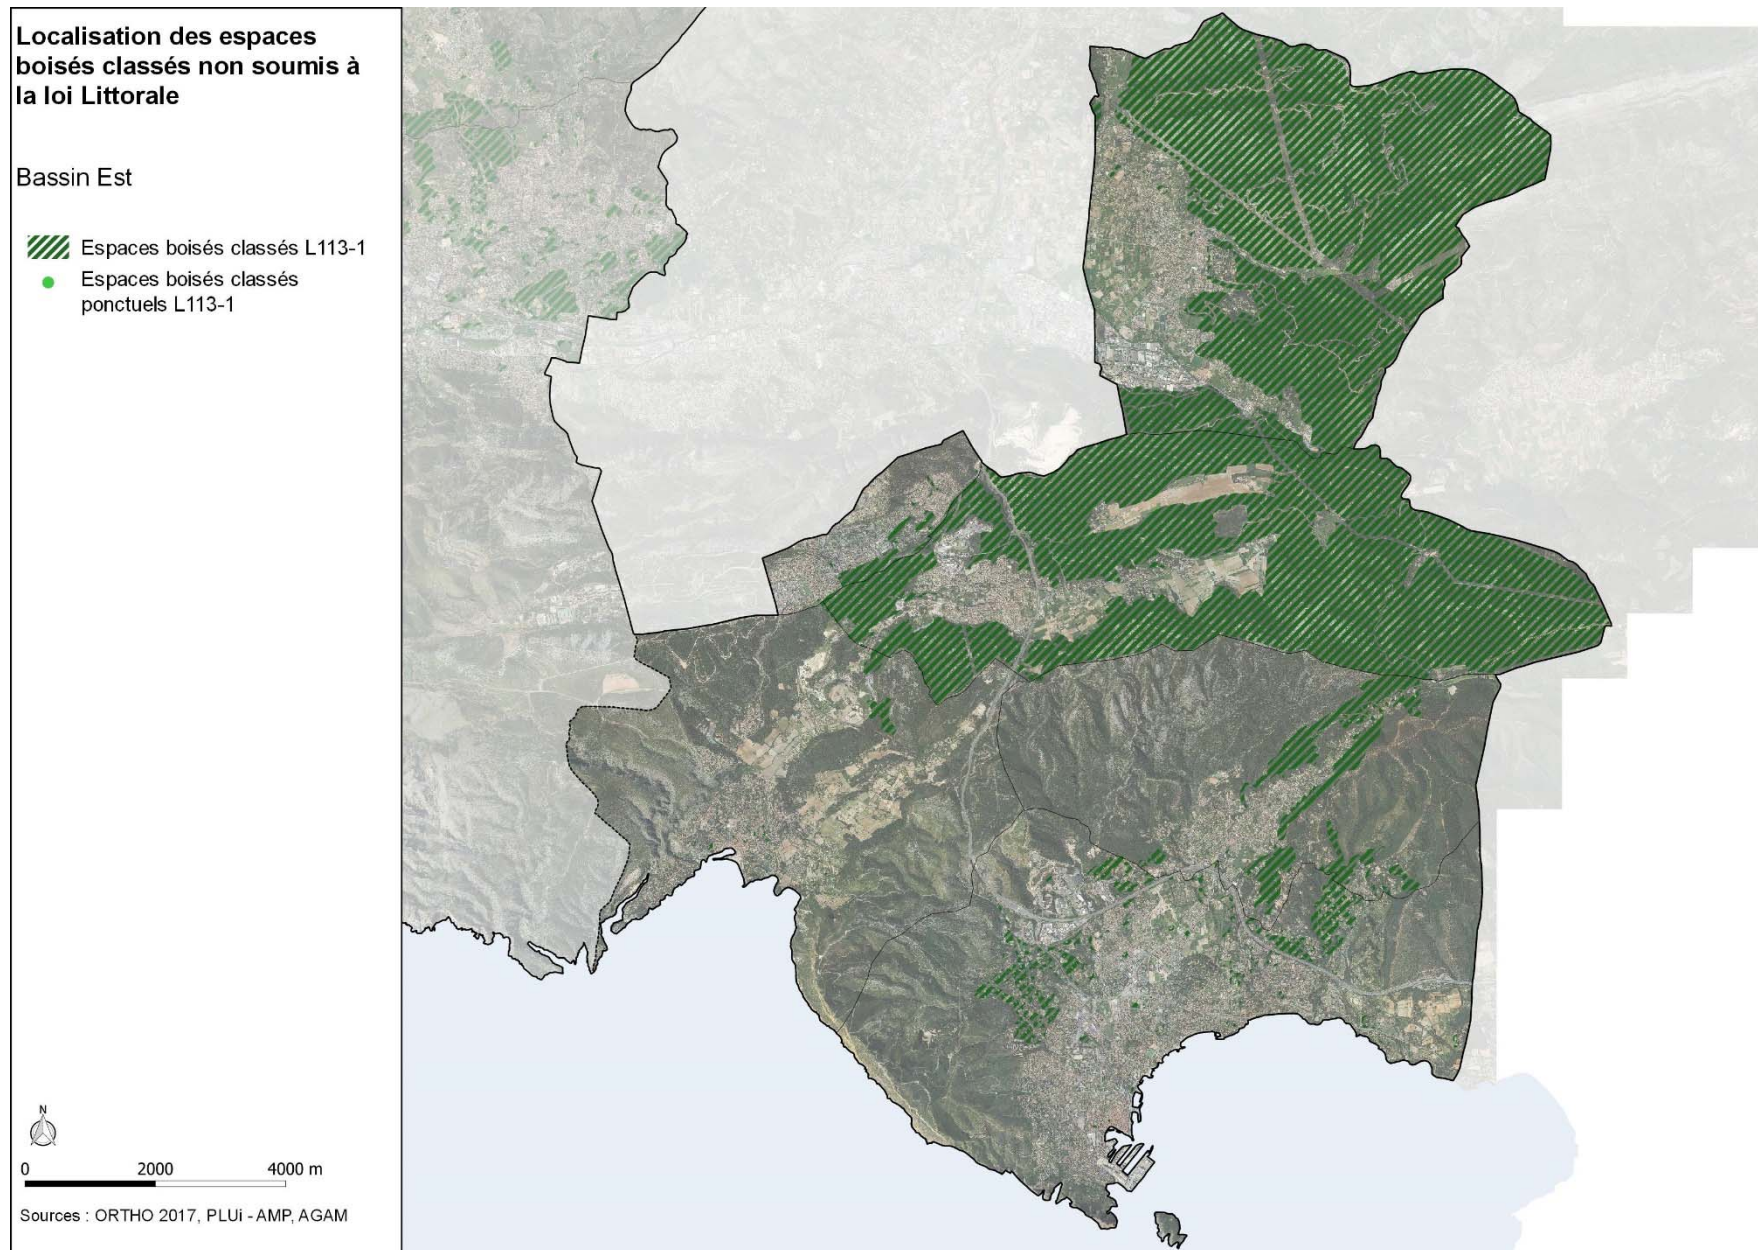 Localisation des espaces
boisés classés non soumis à
la loi Littorale
Bassin Est
Espaces boisés classés L113-1
Espaces boisés classés
ponctuels L113-1
N
0 2000 4000 m
Sources : ORTHO 2017, PLUi - AMP, AGAM